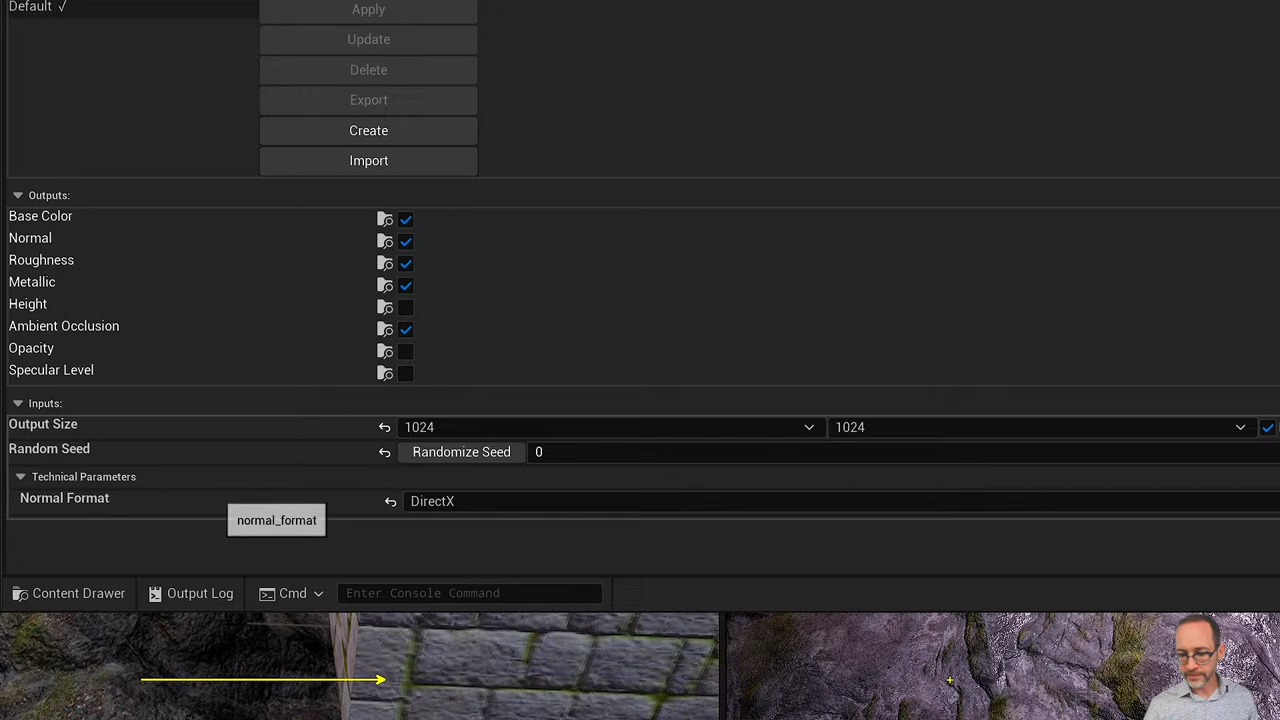 Default ✓
Apply
Update
Delete
Export
Create
Import
Outputs:
Base Color
Normal
Roughness
Metallic
Height
Ambient Occlusion
Opacity
Specular Level
Inputs:
Output Size 1024 1024
Random Seed Randomize Seed 0
Technical Parameters
Normal Format DirectX
normal_format
Content Drawer Output Log Cmd Enter Console Command